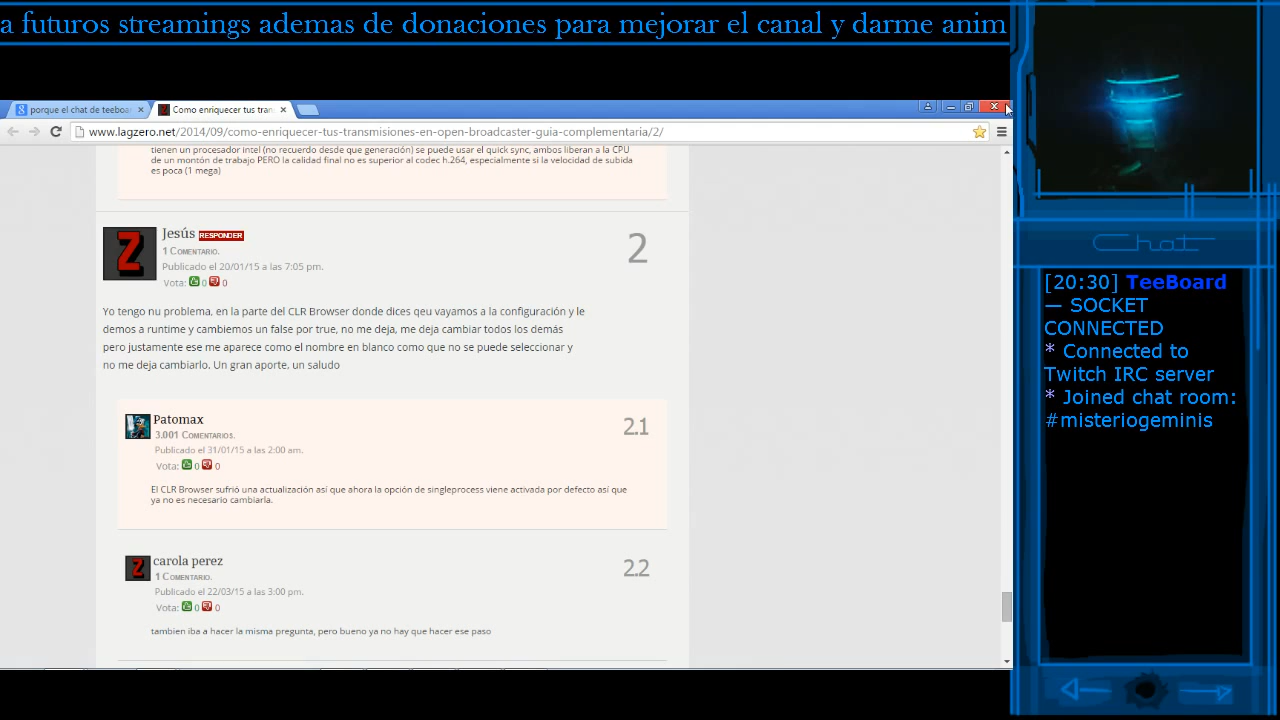 a futuros streamings ademas de donaciones para mejorar el canal y darme anim
porque el chat de teeboa
Como enriquecer tus tran
www.lagzero.net/2014/09/como-enriquecer-tus-transmisiones-en-open-broadcaster-guia-complementaria/2/
tienen un procesador intel (no recuerdo desde que generación) se puede usar el quick sync, ambos liberan a la CPU
de un montón de trabajo PERO la calidad final no es superior al codec h.264, especialmente si la velocidad de subida
es poca (1 mega)
Jesús RESPONDER
2
1 Comentario.
Publicado el 20/01/15 a las 7:05 pm.
Vota: 0 0
Yo tengo nu problema, en la parte del CLR Browser donde dices qeu vayamos a la configuración y le
demos a runtime y cambiemos un false por true, no me deja, me deja cambiar todos los demás
pero justamente ese me aparece como el nombre en blanco como que no se puede seleccionar y
no me deja cambiarlo. Un gran aporte, un saludo
Patomax
2.1
3.001 Comentarios.
Publicado el 31/01/15 a las 2:00 am.
Vota: 0 0
El CLR Browser sufrió una actualización así que ahora la opción de singleprocess viene activada por defecto así que
ya no es necesario cambiarla.
carola perez
2.2
1 Comentario.
Publicado el 22/03/15 a las 3:00 pm.
Vota: 0 0
tambien iba a hacer la misma pregunta, pero bueno ya no hay que hacer ese paso
Chat
[20:30] TeeBoard
— SOCKET
CONNECTED
* Connected to
Twitch IRC server
* Joined chat room:
#misteriogeminis